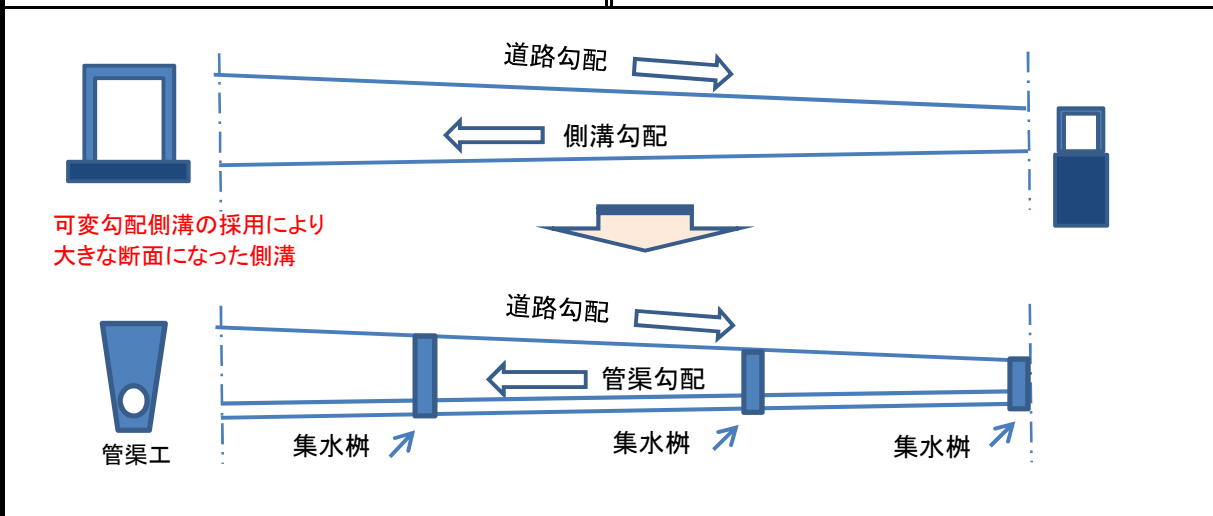 道路勾配
側溝勾配
可変勾配側溝の採用により
大きな断面になった側溝
道路勾配
管渠勾配
管渠工
集水桝
集水桝
集水桝